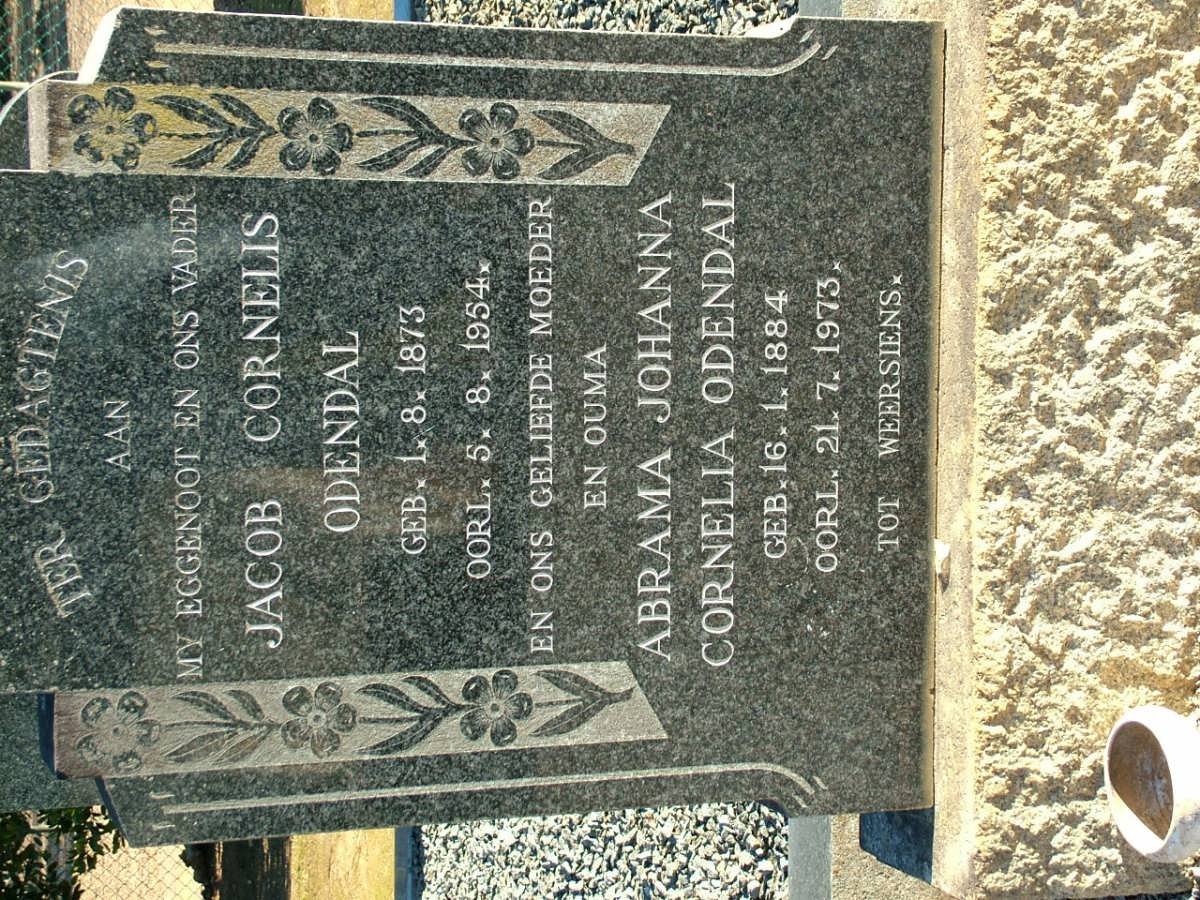 TER GEDAGTENIS
AAN
MY EGGENOOT EN ONS VADER
JACOB CORNELIS
ODENDAL
GEB. 1. 8. 1873
OORL. 5. 8. 1954.
EN ONS GELIEFDE MOEDER
EN OUMA
ABRAMA JOHANNA
CORNELIA ODENDAL
GEB. 16. 1. 1884
OORL. 21. 7. 1973.
TOT WEERSIENS.